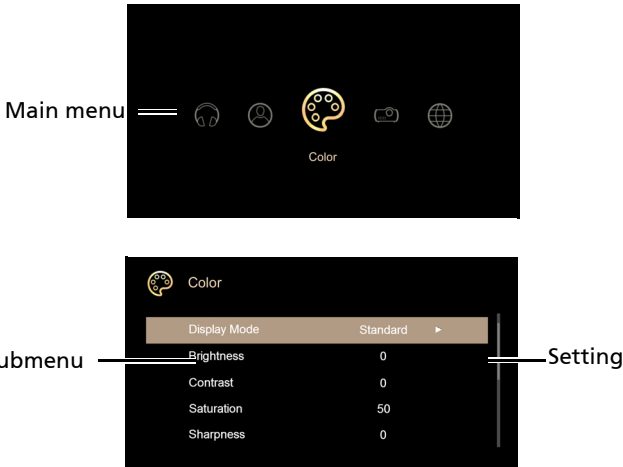 Main menu
Color
Color
Display Mode Standard ►
Brightness 0
ubmenu
Setting
Contrast 0
Saturation 50
Sharpness 0